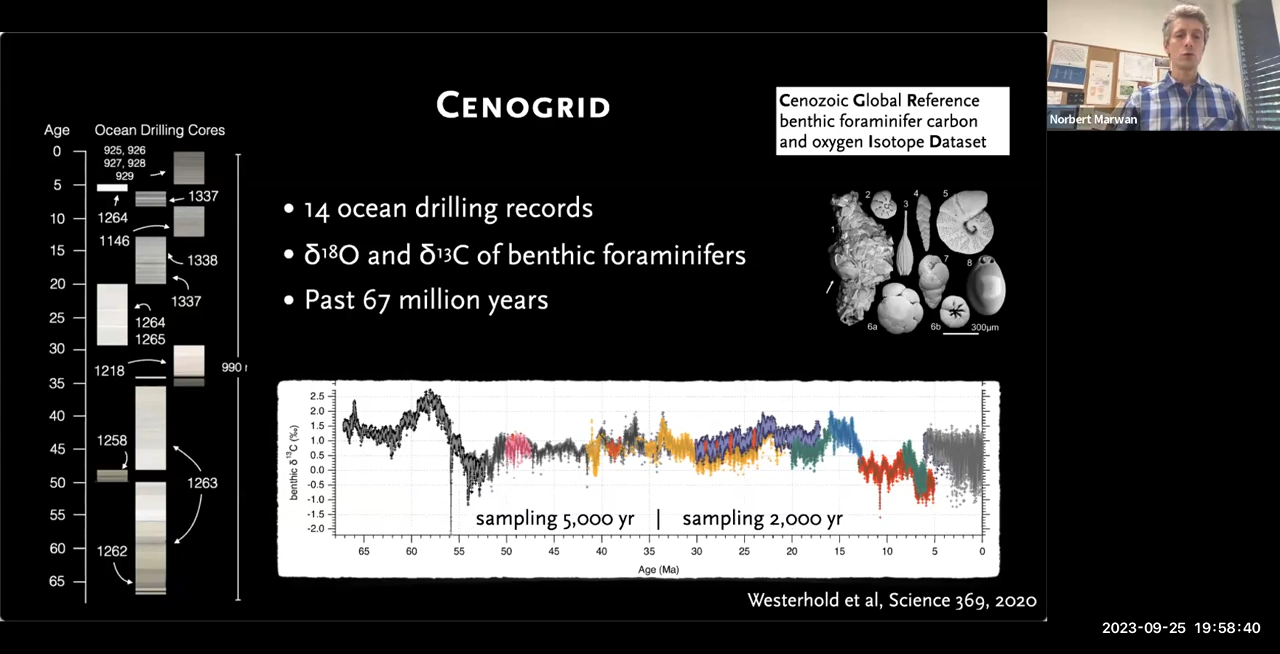 CENOGRID
Cenozoic Global Reference
benthic foraminifer carbon
and oxygen Isotope Dataset
Norbert Marwan
Age
Ocean Drilling Cores
0
5
10
15
20
25
30
35
40
45
50
55
60
65
925, 926
927, 928
929
1337
1264
1146
1338
1337
1264
1265
1218
990
1258
1263
1262
• 14 ocean drilling records
• δ¹⁸O and δ¹³C of benthic foraminifers
• Past 67 million years
1
2
3
4
5
6a
6b
7
8
300μm
benthic δ¹³C (‰)
2.5
1.5
1.0
0.5
0.0
-0.5
-1.0
-1.5
-2.0
sampling 5,000 yr | sampling 2,000 yr
65 60 55 50 45 40 35 30 25 20 15 10 5 0
Age (Ma)
Westerhold et al, Science 369, 2020
2023-09-25 19:58:40